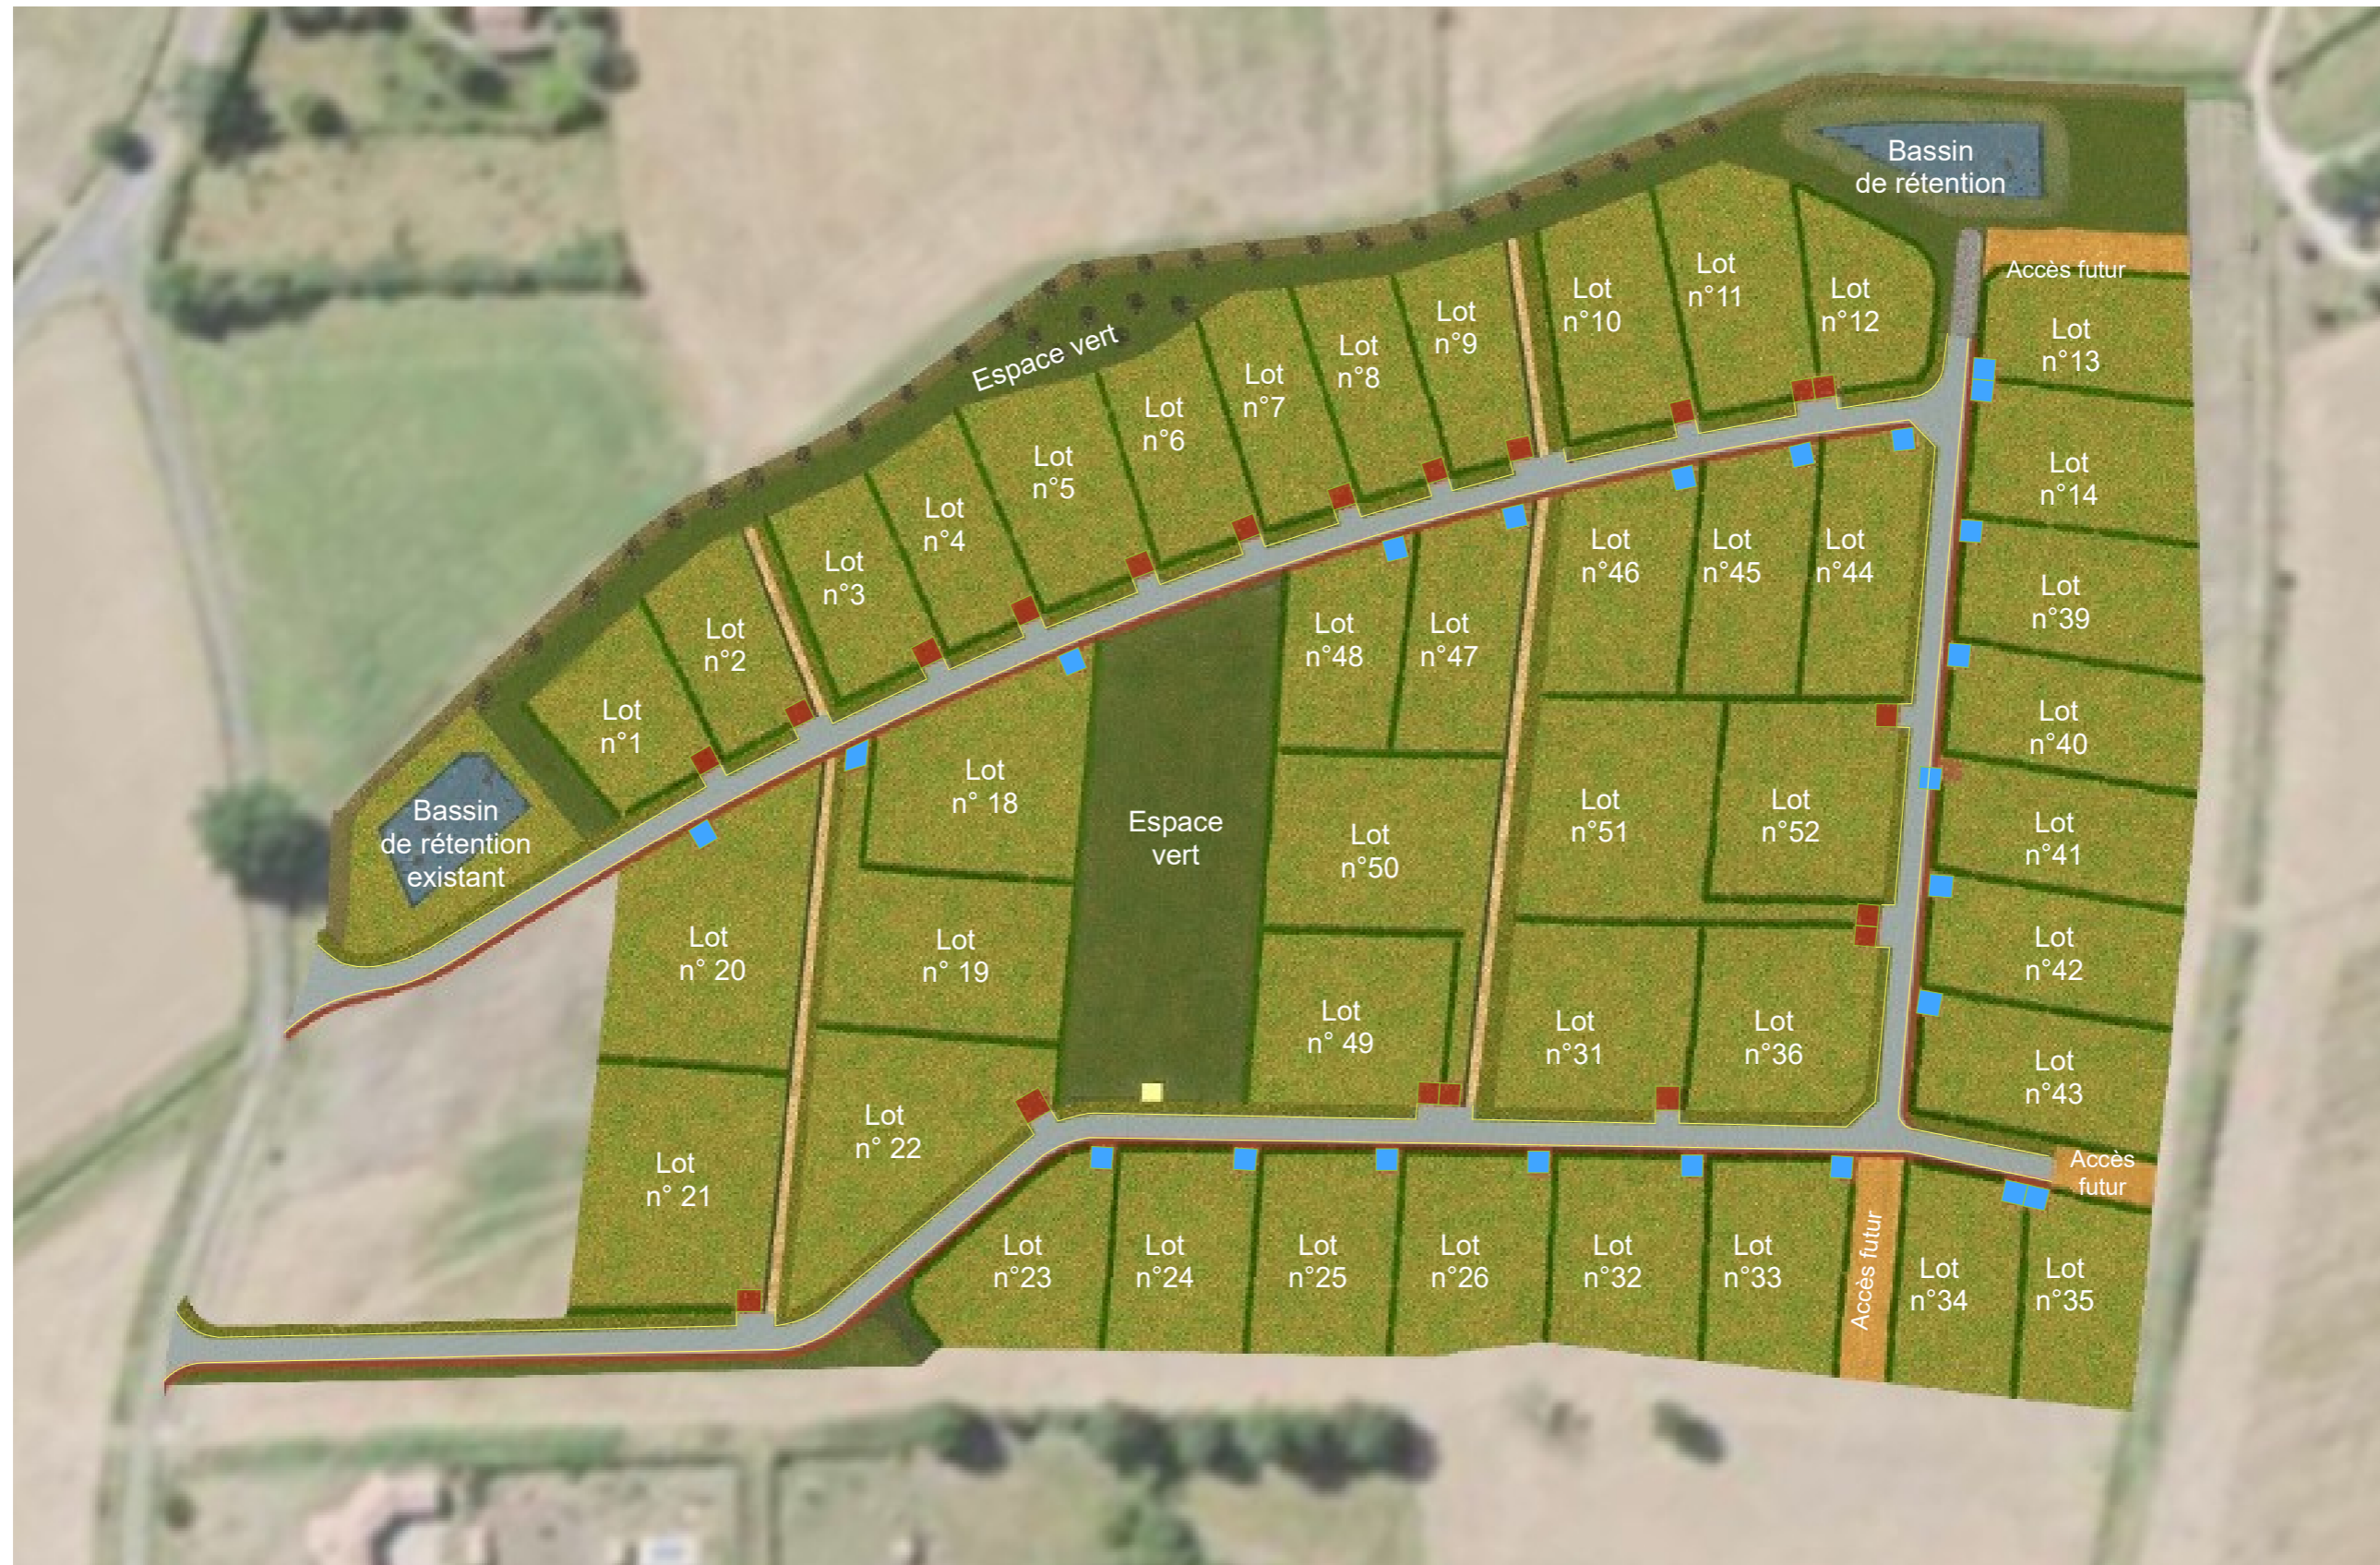 Bassin
de rétention
Accès futur
Lot
n°11
Lot
n°10
Lot
n°12
Lot
n°13
Lot
n°9
Espace vert
Lot
n°8
Lot
n°7
Lot
n°6
Lot
n°5
Lot
n°4
Lot
n°3
Lot
n°2
Lot
n°1
Bassin
de rétention
existant
Lot
n°14
Lot
n°46
Lot
n°45
Lot
n°44
Lot
n°39
Lot
n°48
Lot
n°47
Lot
n°40
Lot
n° 18
Espace
vert
Lot
n°50
Lot
n°51
Lot
n°52
Lot
n°41
Lot
n° 20
Lot
n° 19
Lot
n°42
Lot
n° 49
Lot
n°31
Lot
n°36
Lot
n°43
Lot
n° 21
Lot
n° 22
Accès
futur
Lot
n°23
Lot
n°24
Lot
n°25
Lot
n°26
Lot
n°32
Lot
n°33
Accès futur
Lot
n°34
Lot
n°35